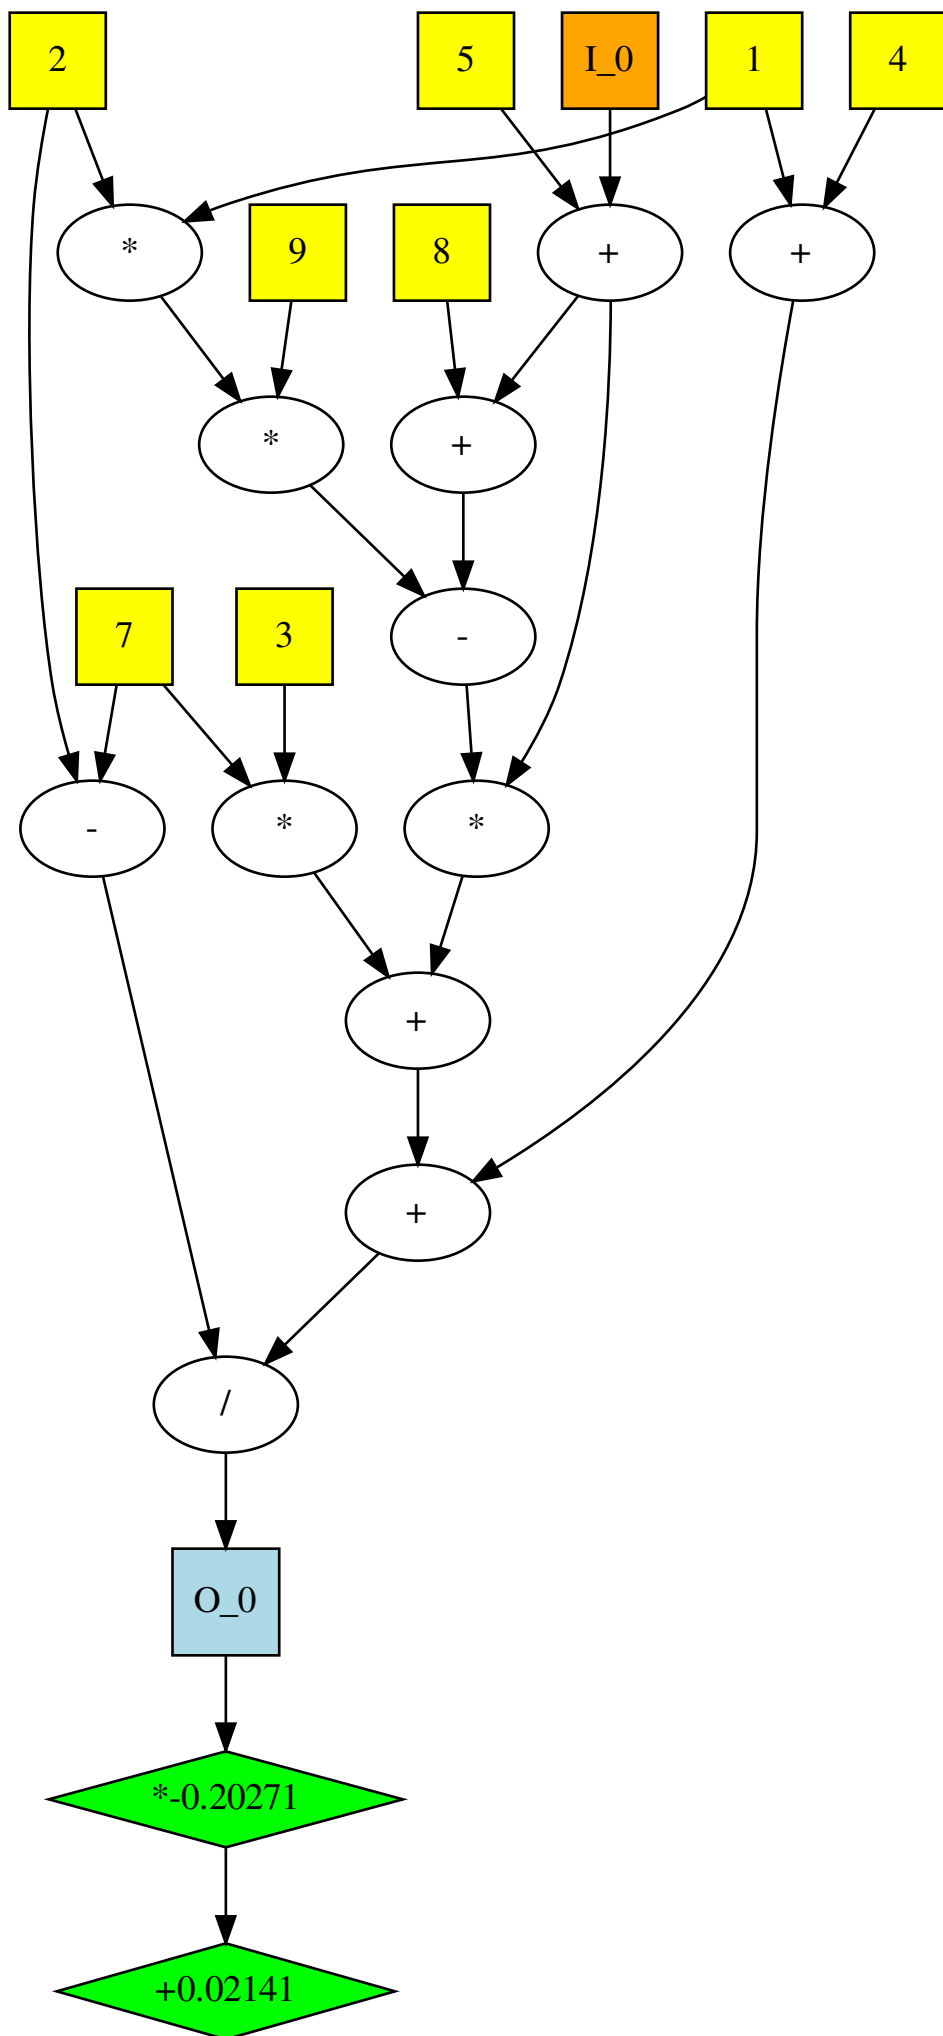 2 5 I_0 1 4
* 9 8 + +
* +
-
7 3
- * *
+
+
/
O_0
*-0.20271
+0.02141